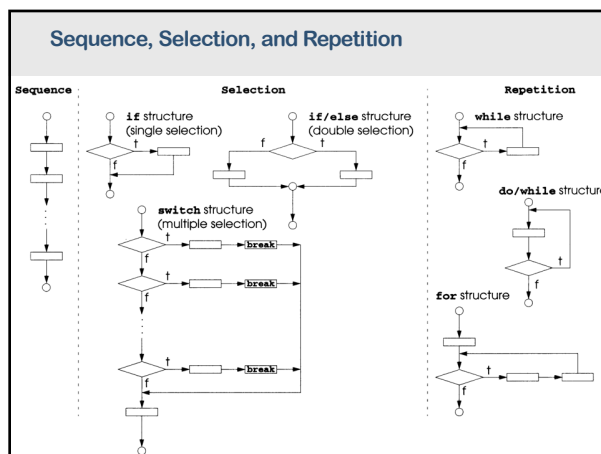 Sequence, Selection, and Repetition
Sequence
Selection
Repetition
if structure
(single selection)
t
f
if/else structure
(double selection)
f
t
switch structure
(multiple selection)
t
break
f
t
break
f
t
break
f
while structure
t
f
do/while structure
t
f
for structure
t
f